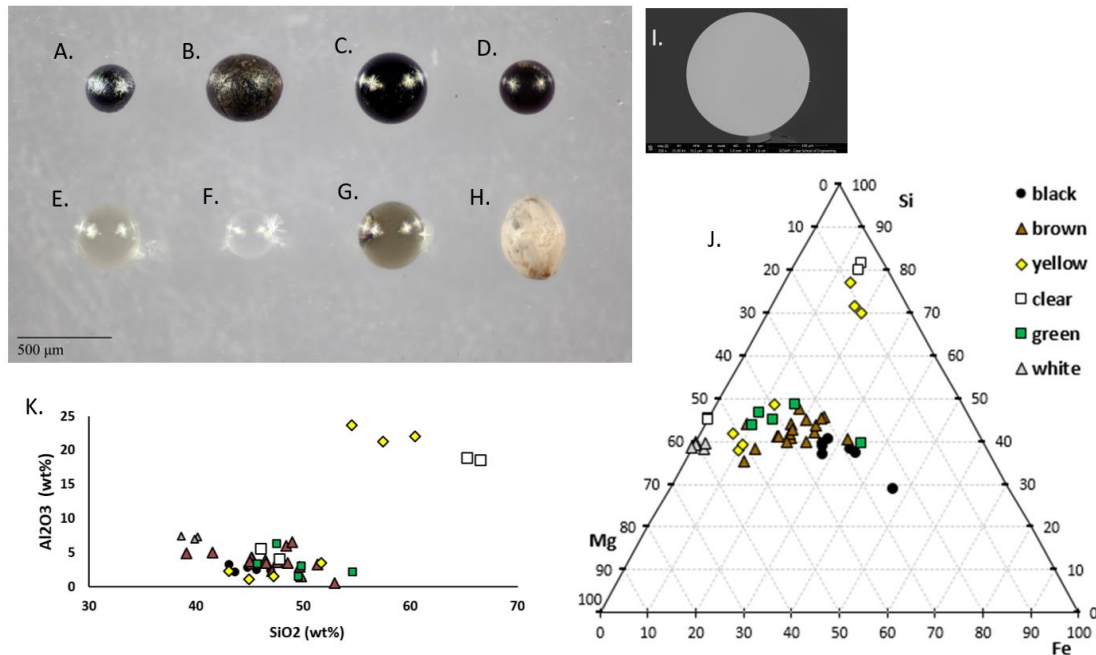 A.
B.
C.
D.
E.
F.
G.
H.
500 µm
I.
J.
0 100
Si
10 90
20 80
30 70
40 60
50 50
60 40
70 30
80 20
Mg
90 10
100 0
0 10 20 30 40 50 60 70 80 90 100
Fe
black
brown
yellow
clear
green
white
K.
25
20
15
10
5
0
Al2O3 (wt%)
30 40 50 60 70
SiO2 (wt%)